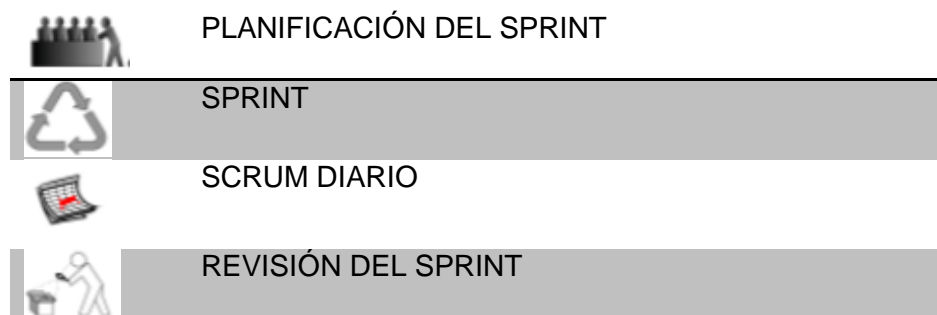 PLANIFICACIÓN DEL SPRINT
SPRINT
SCRUM DIARIO
REVISIÓN DEL SPRINT